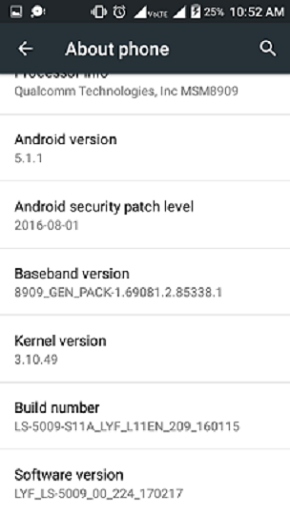 VoLTE 25% 10:52 AM
About phone
Processor info
Qualcomm Technologies, Inc MSM8909
Android version
5.1.1
Android security patch level
2016-08-01
Baseband version
8909_GEN_PACK-1.69081.2.85338.1
Kernel version
3.10.49
Build number
LS-5009-S11A_LYF_L11EN_209_160115
Software version
LYF_LS-5009_00_224_170217